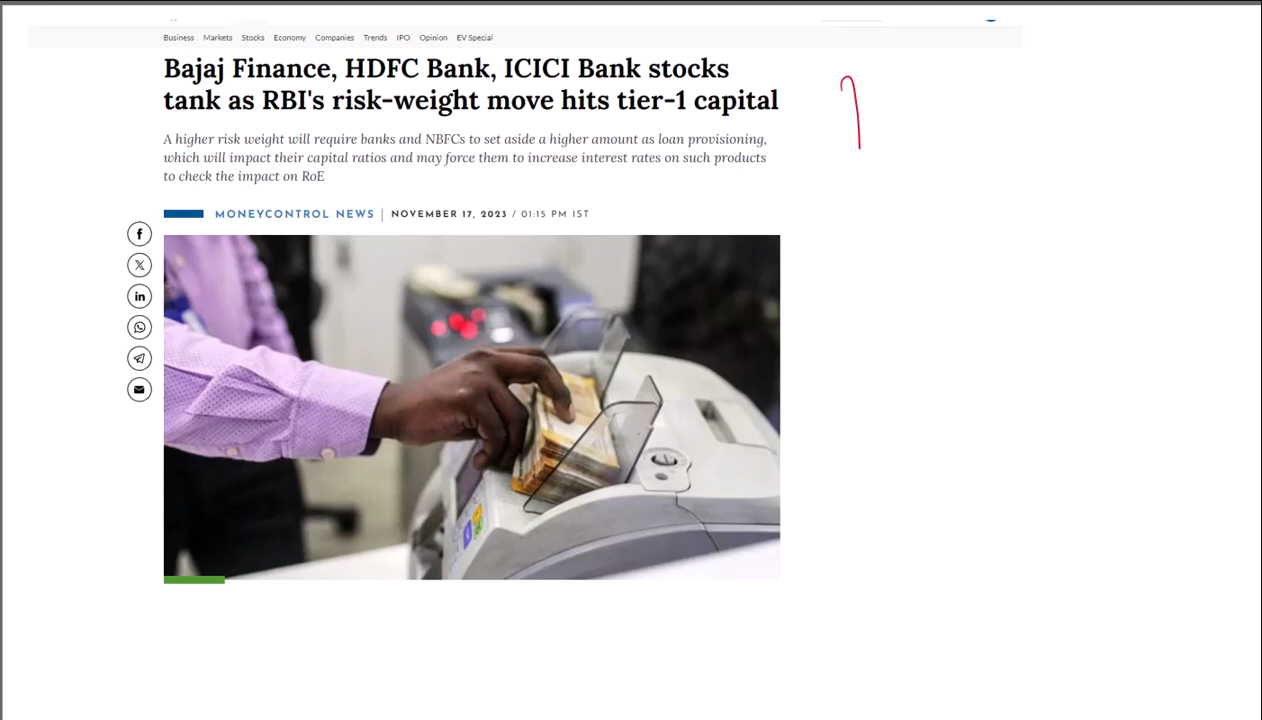 Business Markets Stocks Economy Companies Trends IPO Opinion EV Special
Bajaj Finance, HDFC Bank, ICICI Bank stocks
tank as RBI's risk-weight move hits tier-1 capital
A higher risk weight will require banks and NBFCs to set aside a higher amount as loan provisioning,
which will impact their capital ratios and may force them to increase interest rates on such products
to check the impact on RoE
MONEYCONTROL NEWS | NOVEMBER 17, 2023 / 01:15 PM IST